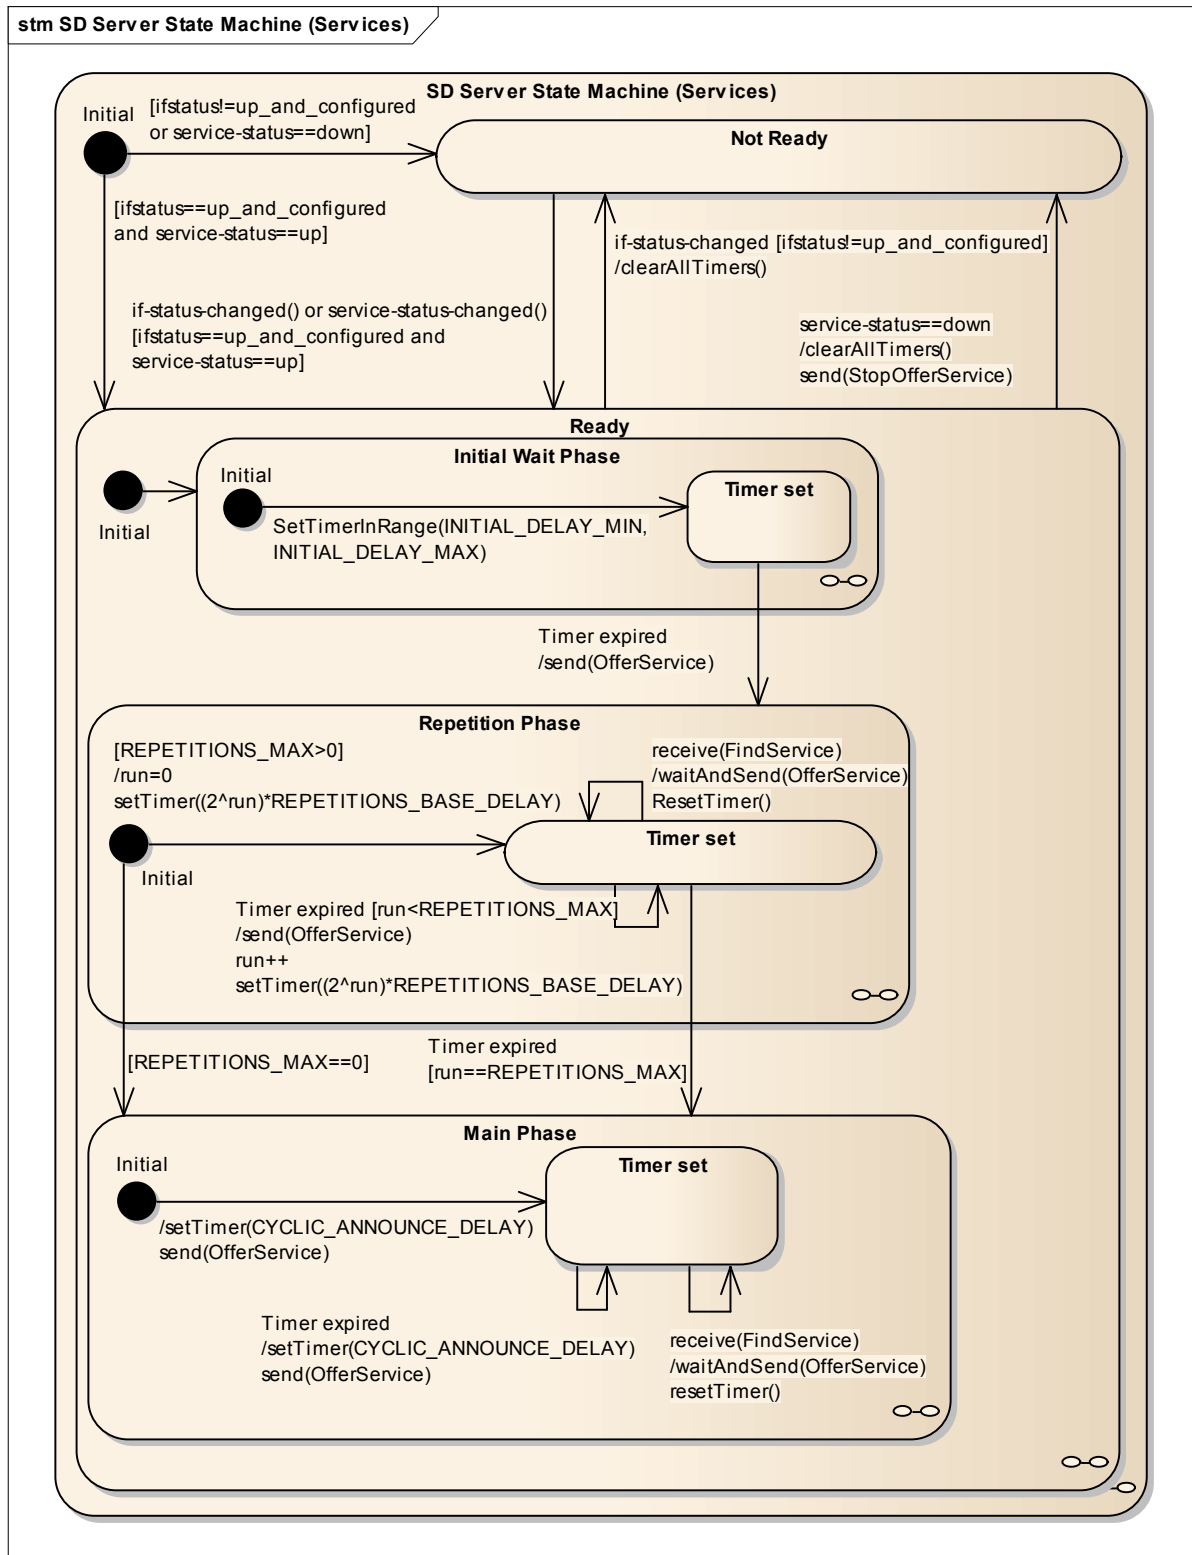 stm SD Server State Machine (Services)
SD Server State Machine (Services)
Initial
[ifstatus!=up_and_configured
or service-status==down]
Not Ready
[ifstatus==up_and_configured
and service-status==up]
if-status-changed [ifstatus!=up_and_configured]
/clearAllTimers()
if-status-changed() or service-status-changed()
[ifstatus==up_and_configured and
service-status==up]
service-status==down
/clearAllTimers()
send(StopOfferService)
Ready
Initial
Initial Wait Phase
Initial
Timer set
SetTimerInRange(INITIAL_DELAY_MIN,
INITIAL_DELAY_MAX)
Timer expired
/send(OfferService)
Repetition Phase
[REPETITIONS_MAX>0]
/run=0
setTimer((2^run)*REPETITIONS_BASE_DELAY)
receive(FindService)
/waitAndSend(OfferService)
ResetTimer()
Initial
Timer set
Timer expired [run<REPETITIONS_MAX]
/send(OfferService)
run++
setTimer((2^run)*REPETITIONS_BASE_DELAY)
[REPETITIONS_MAX==0]
Timer expired
[run==REPETITIONS_MAX]
Main Phase
Initial
Timer set
/setTimer(CYCLIC_ANNOUNCE_DELAY)
send(OfferService)
Timer expired
/setTimer(CYCLIC_ANNOUNCE_DELAY)
send(OfferService)
receive(FindService)
/waitAndSend(OfferService)
resetTimer()